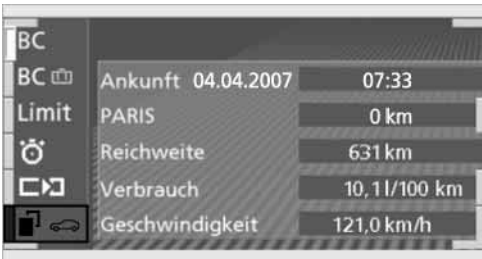 BC
BC
Limit
Ankunft 04.04.2007 07:33
PARIS 0 km
Reichweite 631 km
Verbrauch 10,1 l/100 km
Geschwindigkeit 121,0 km/h